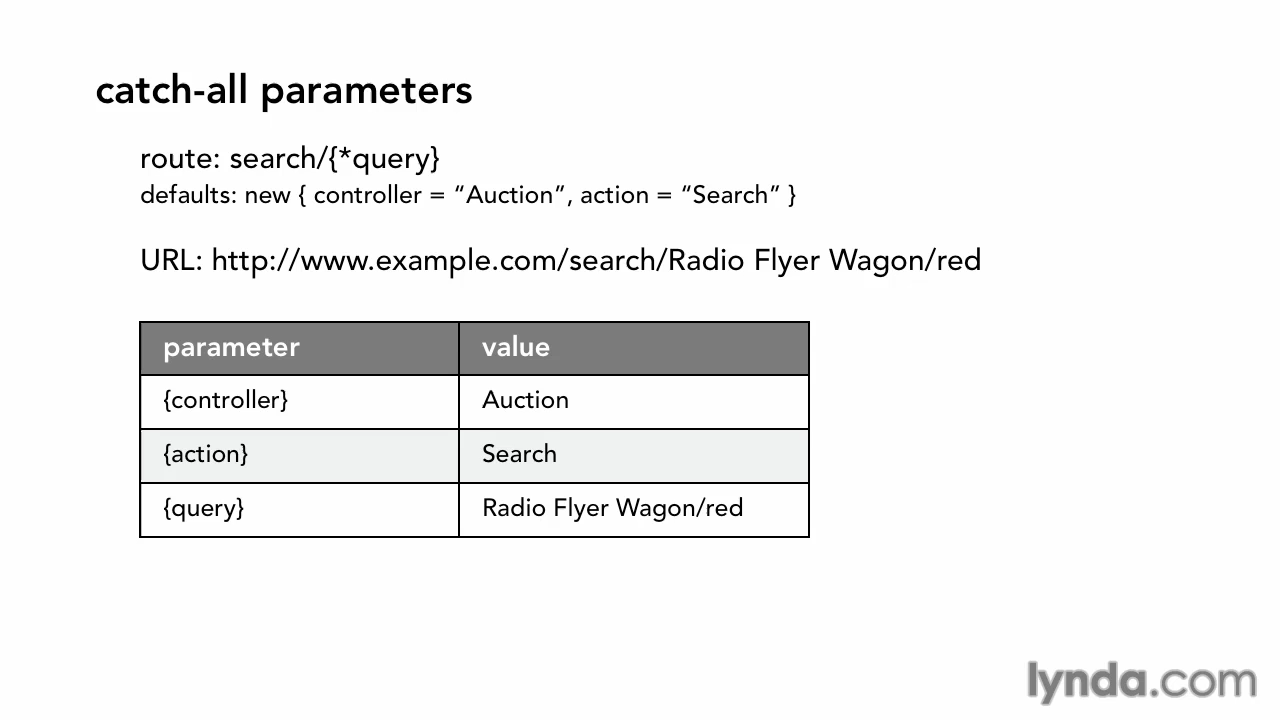 catch-all parameters
route: search/{*query}
defaults: new { controller = “Auction”, action = “Search” }
URL: http://www.example.com/search/Radio Flyer Wagon/red
parameter value
{controller} Auction
{action} Search
{query} Radio Flyer Wagon/red
lynda.com